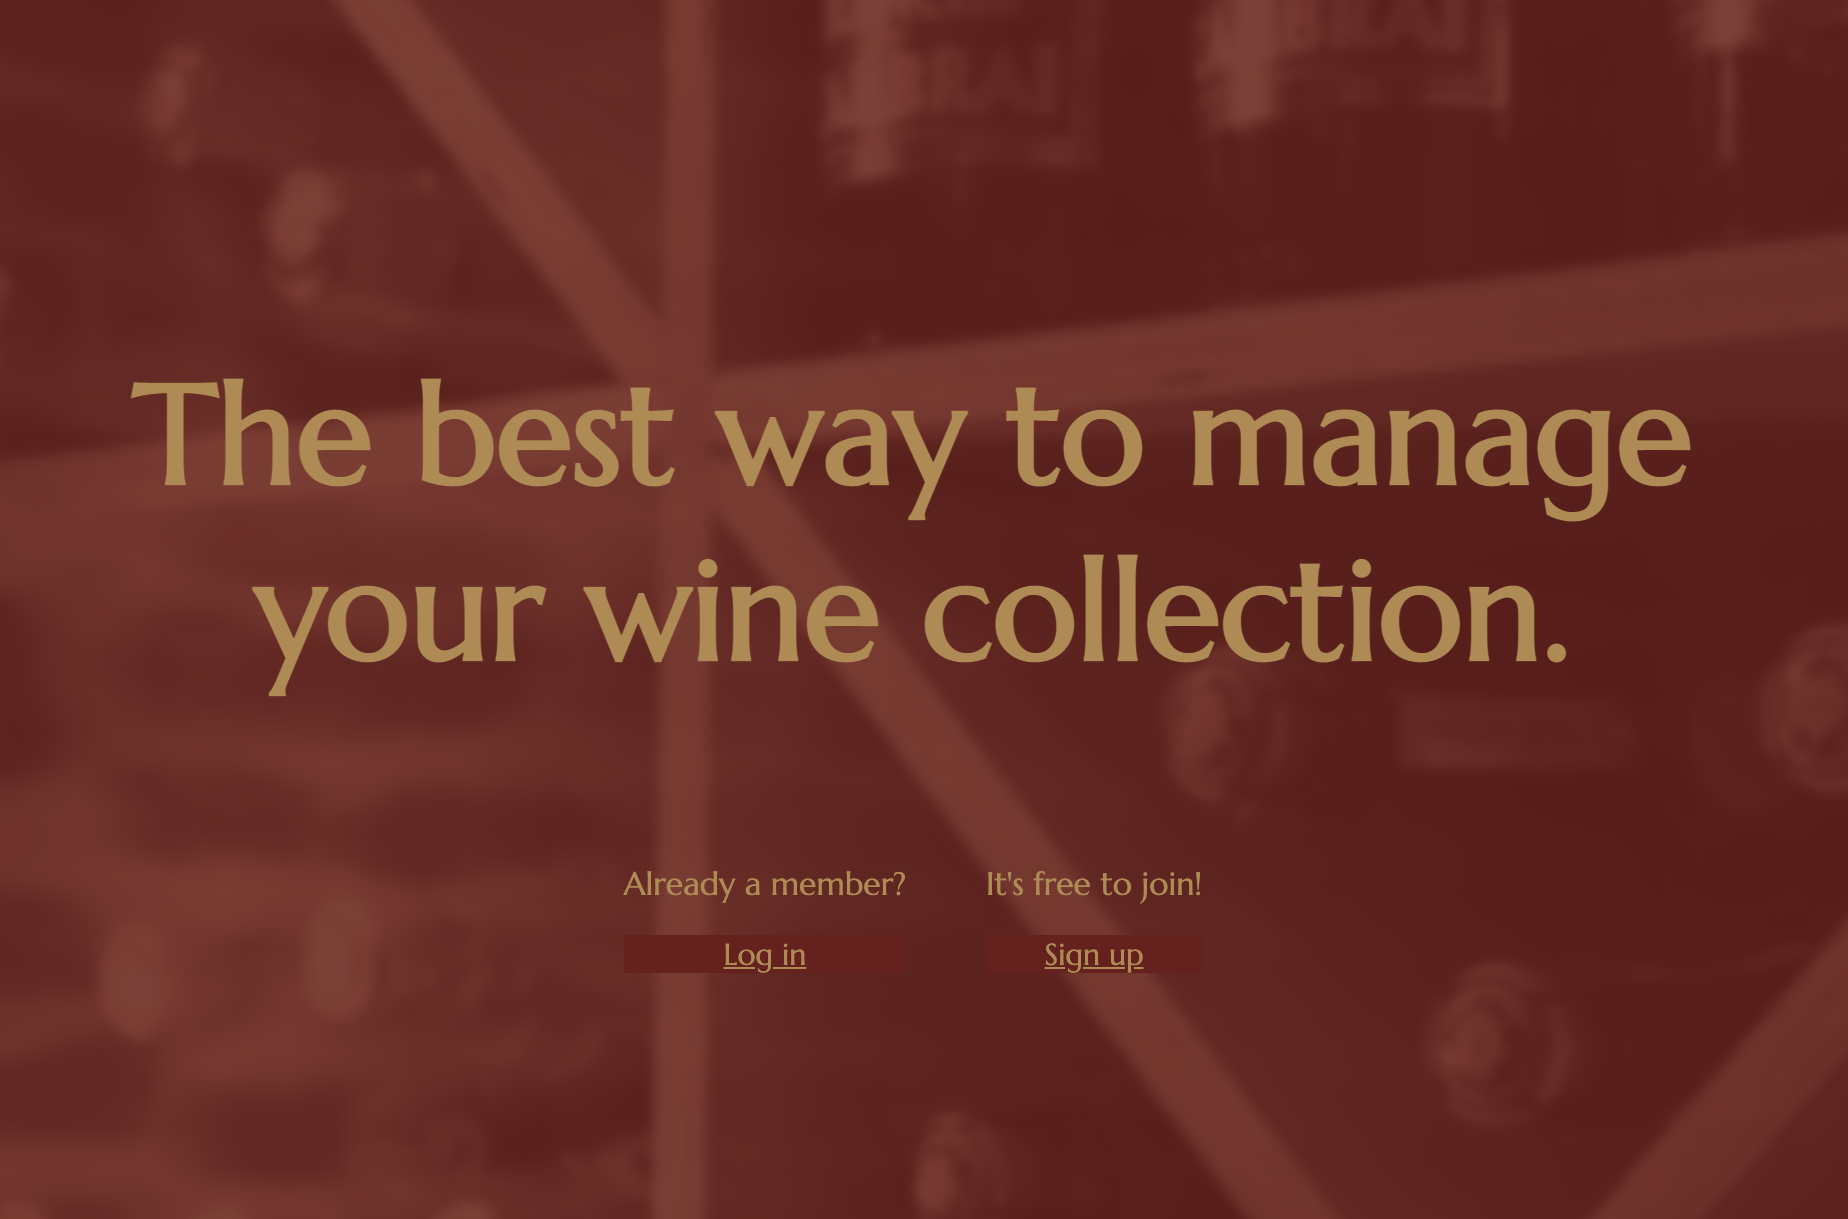 The best way to manage
your wine collection.
Already a member?
It's free to join!
Log in
Sign up